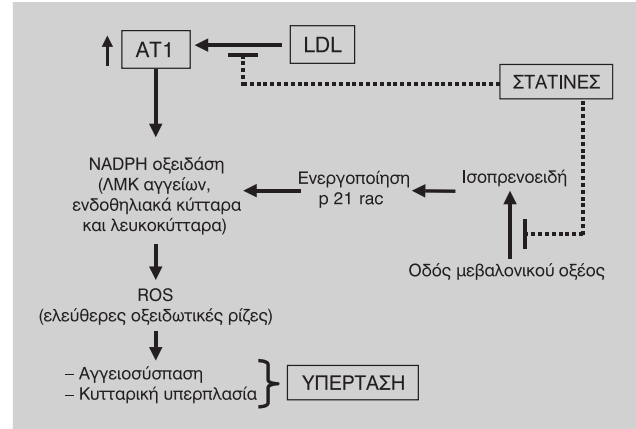 AT1
LDL
ΣΤΑΤΙΝΕΣ
NADPH οξειδάση
(ΛΜΚ αγγείων,
ενδοθηλιακά κύτταρα
και λευκοκύτταρα)
Ενεργοποίηση
p 21 rac
Ισοπρενοειδή
Οδός μεβαλονικού οξέος
ROS
(ελεύθερες οξειδωτικές ρίζες)
– Αγγειοσύσπαση
– Κυτταρική υπερπλασία
ΥΠΕΡΤΑΣΗ